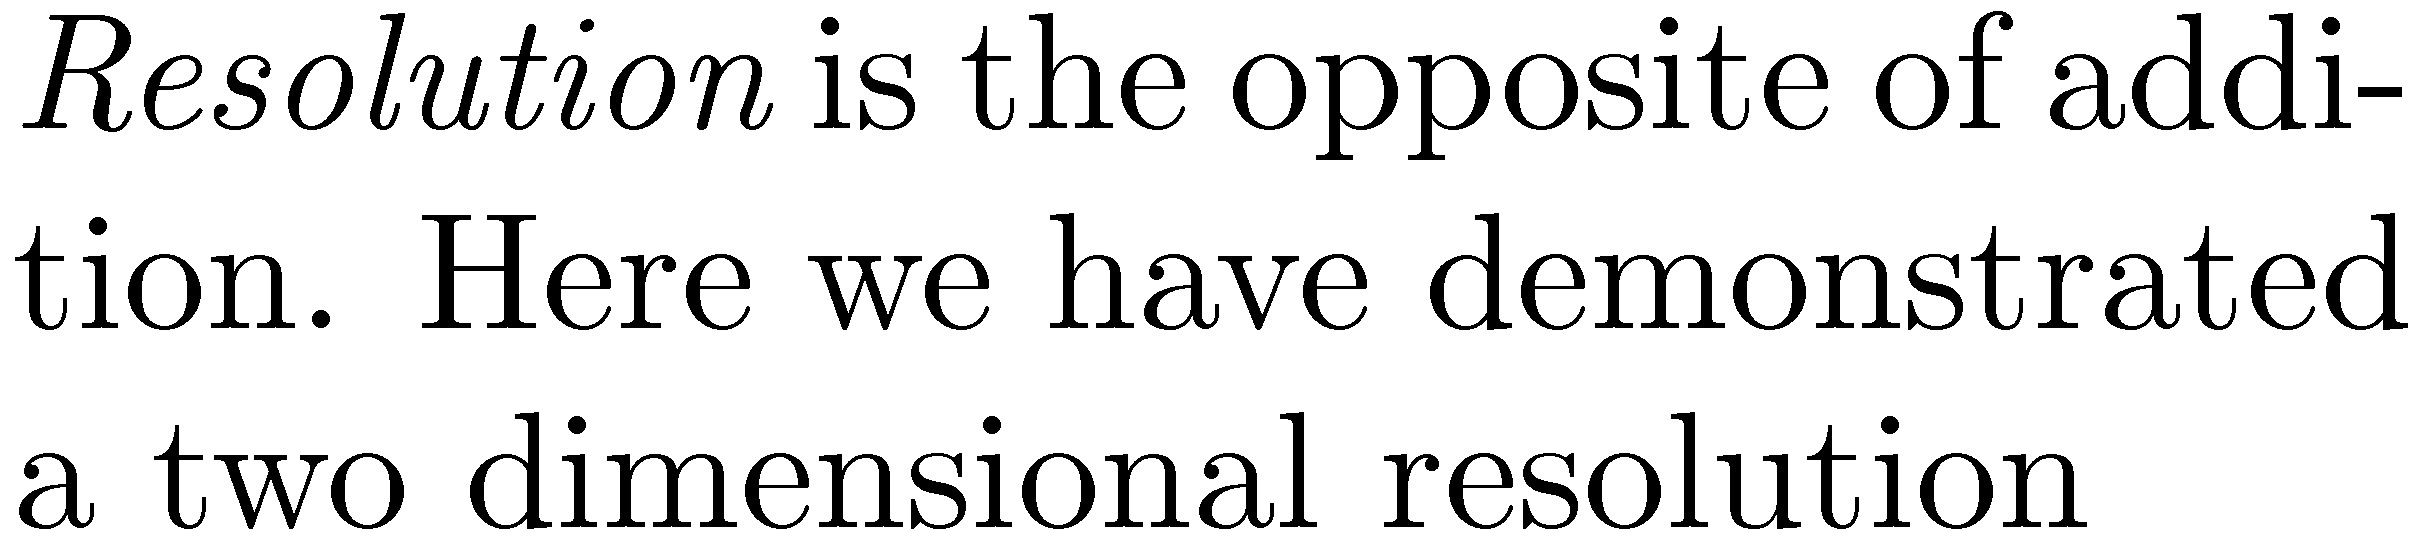 Resolution is the opposite of addi-
tion. Here we have demonstrated
a two dimensional resolution